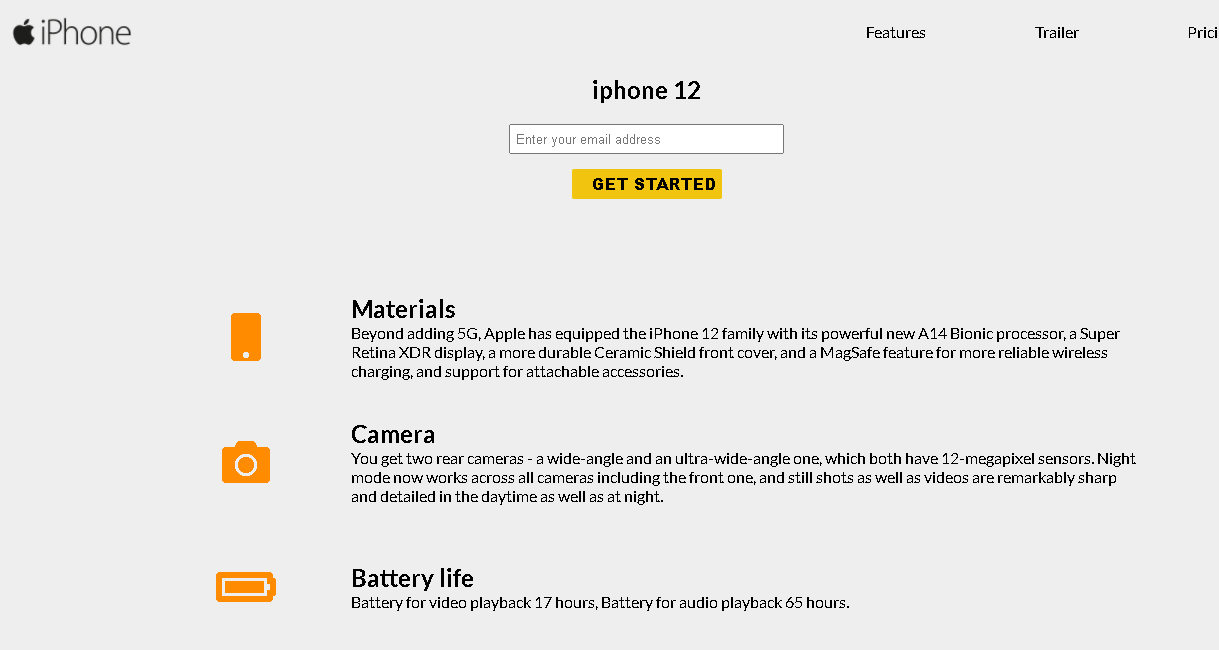 iPhone
Features
Trailer
Prici
iphone 12
Enter your email address
GET STARTED
Materials
Beyond adding 5G, Apple has equipped the iPhone 12 family with its powerful new A14 Bionic processor, a Super
Retina XDR display, a more durable Ceramic Shield front cover, and a MagSafe feature for more reliable wireless
charging, and support for attachable accessories.
Camera
You get two rear cameras - a wide-angle and an ultra-wide-angle one, which both have 12-megapixel sensors. Night
mode now works across all cameras including the front one, and still shots as well as videos are remarkably sharp
and detailed in the daytime as well as at night.
Battery life
Battery for video playback 17 hours, Battery for audio playback 65 hours.